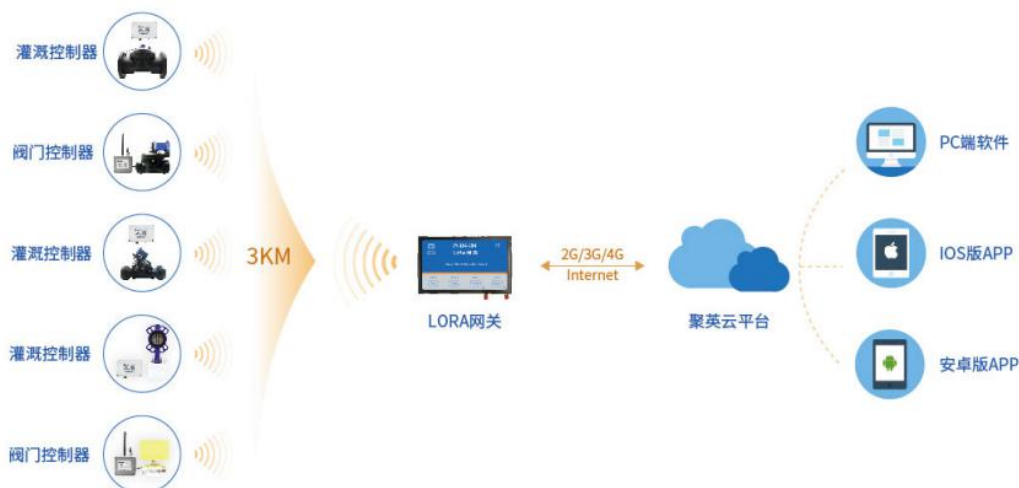 灌溉控制器
阀门控制器
灌溉控制器
灌溉控制器
阀门控制器
3KM
LORA网关
2G/3G/4G
Internet
聚英云平台
PC端软件
IOS版APP
安卓版APP